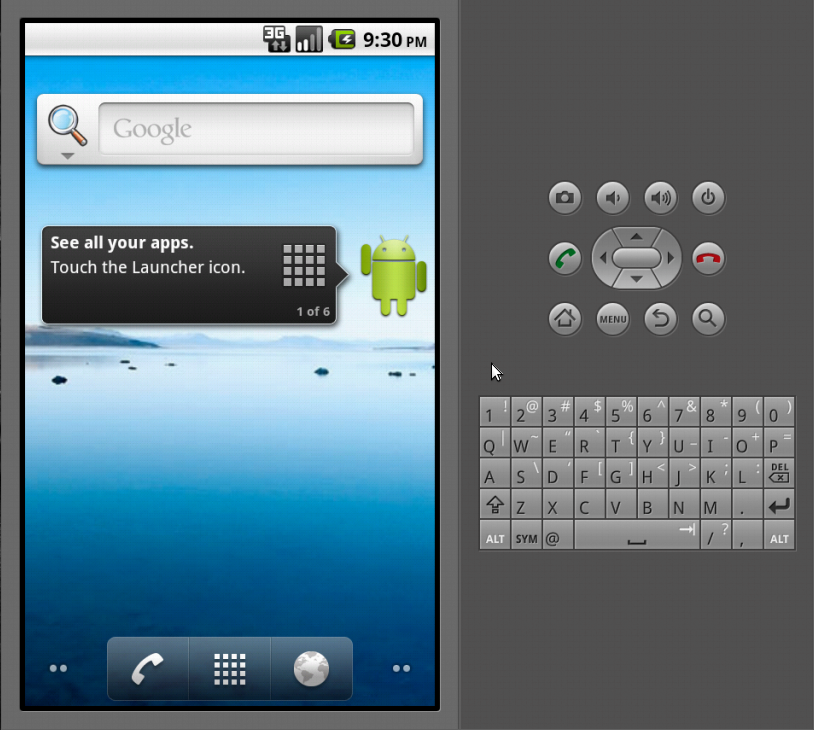 3G 9:30 PM
Google
See all your apps.
Touch the Launcher icon.
1 of 6
MENU
1 ! 2 @ 3 # 4 $ 5 % 6 ^ 7 & 8 * 9 ( 0 )
Q | W ~ E " R ` T { Y } U _ I - O + P =
A S \ D ' F [ G ] H < J > K ; L : DEL
Z X C V B N M .
ALT SYM @ / ? , ALT